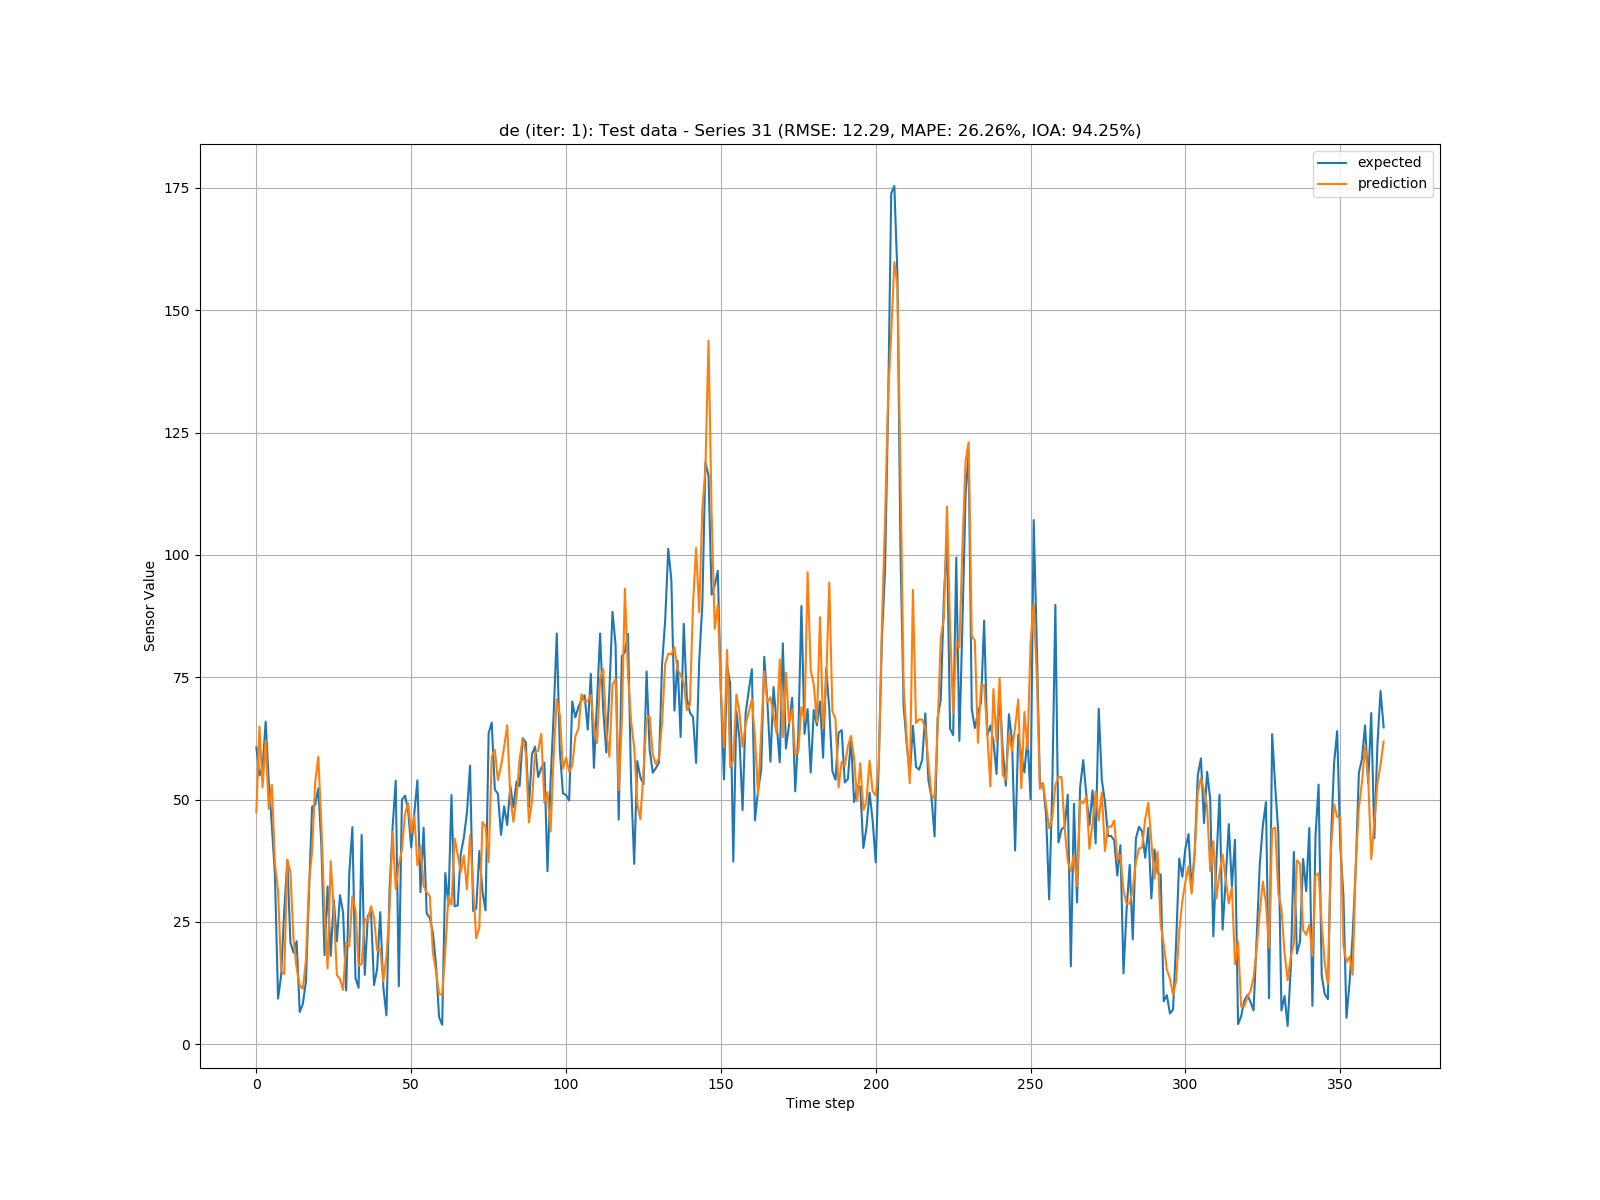 de (iter: 1): Test data - Series 31 (RMSE: 12.29, MAPE: 26.26%, IOA: 94.25%)
expected
prediction
175
150
125
100
75
50
25
0
Sensor Value
0 50 100 150 200 250 300 350
Time step